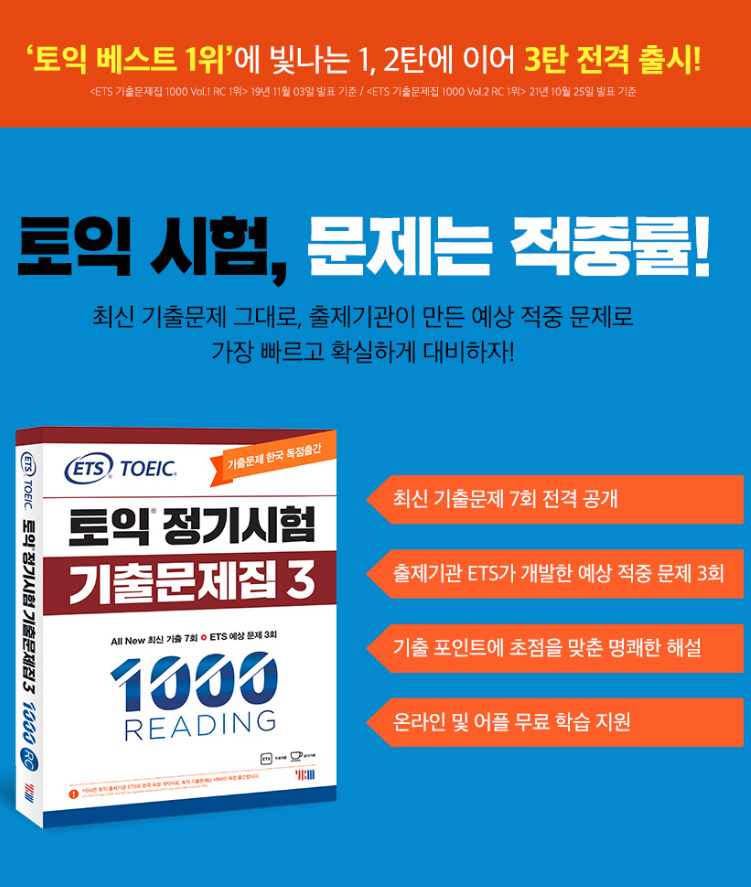 ‘토익 베스트 1위’에 빛나는 1, 2탄에 이어 3탄 전격 출시!
<ETS 기출문제집 1000 Vol.1 RC 1위> 19년 11월 03일 발표 기준 / <ETS 기출문제집 1000 Vol.2 RC 1위> 21년 10월 25일 발표 기준
토익 시험, 문제는 적중률!
최신 기출문제 그대로, 출제기관이 만든 예상 적중 문제로
가장 빠르고 확실하게 대비하자!
ETS TOEIC.
기출문제 한국 독점출간
토익® 정기시험
기출문제집 3
All New 최신 기출 7회 + ETS 예상 문제 3회
1000
READING
ETS
YBM
ETS TOEIC.
토익 정기시험 기출문제집 3 1000 RC
YBM
최신 기출문제 7회 전격 공개
출제기관 ETS가 개발한 예상 적중 문제 3회
기출 포인트에 초점을 맞춘 명쾌한 해설
온라인 및 어플 무료 학습 지원